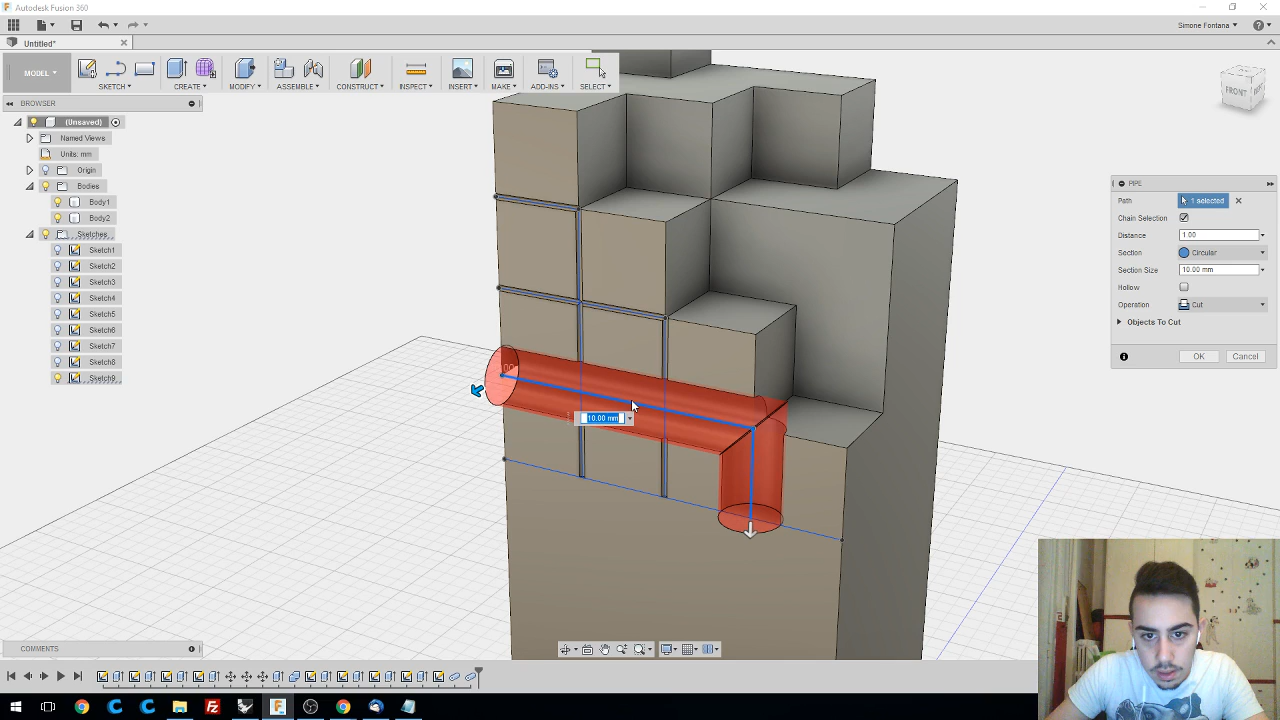 Autodesk Fusion 360
Simone Fontana
Untitled*
MODEL
SKETCH
CREATE
MODIFY
ASSEMBLE
CONSTRUCT
INSPECT
INSERT
MAKE
ADD-INS
SELECT
BROWSER
(Unsaved)
Named Views
Units: mm
Origin
Bodies
Body1
Body2
Sketches
Sketch1
Sketch2
Sketch3
Sketch4
Sketch5
Sketch6
Sketch7
Sketch8
Sketch9
FRONT
PIPE
Path
1 selected
Chain Selection
Distance
1.00
Section
Circular
Section Size
10.00 mm
Hollow
Operation
Cut
Objects To Cut
OK
Cancel
10.00 mm
COMMENTS